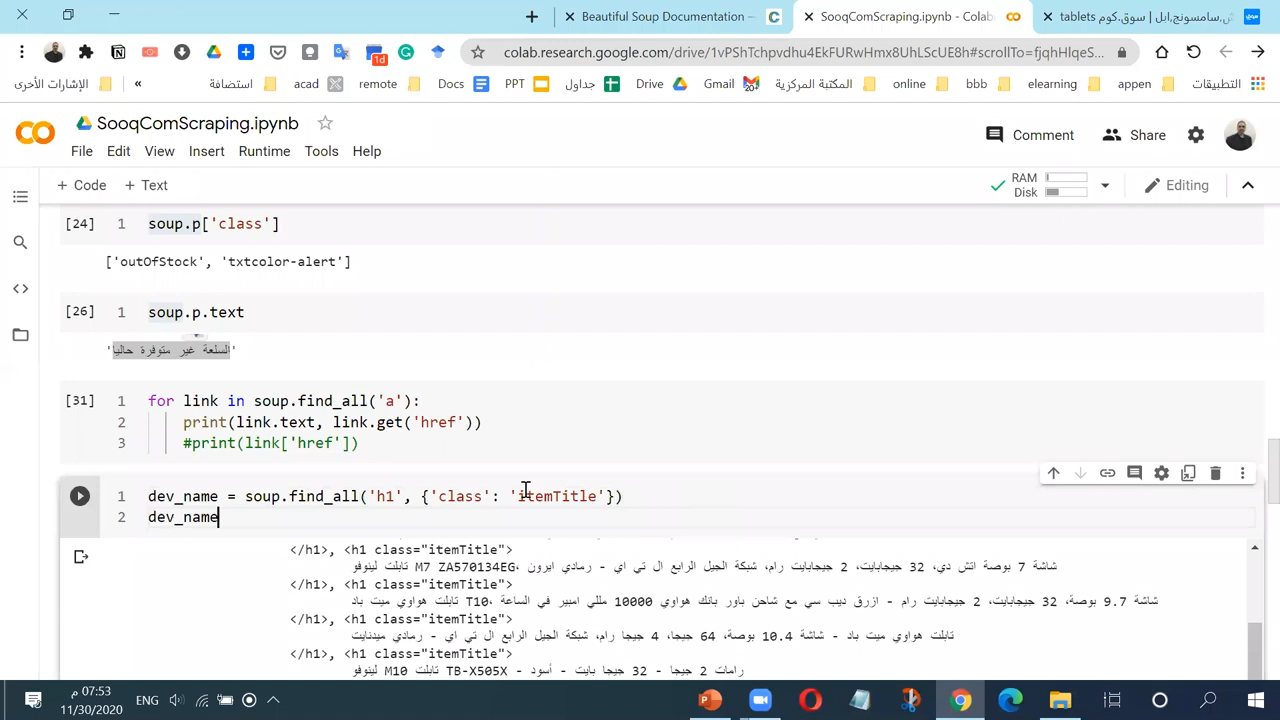 Beautiful Soup Documentation —
SooqComScraping.ipynb - Colab
tablets سامسونج,ابل | سوق.كوم,ش
colab.research.google.com/drive/1vPShTchpvdhu4FkFURwHmx8UhLScUE8h#scrollTo=fjqhHgeS...
1d
الإشارات الأخرى
»
استضافة
acad
remote
Docs
PPT
جداول
Drive
Gmail
20+
المكتبة المركزية
online
bbb
elearning
appen
التطبيقات
SooqComScraping.ipynb
Comment
Share
File Edit View Insert Runtime Tools Help
+ Code + Text
RAM
Disk
Editing
[24] 1 soup.p['class']
['outOfStock', 'txtcolor-alert']
[26] 1 soup.p.text
'السلعة غير متوفرة حاليا'
[31] 1 for link in soup.find_all('a'):
2 print(link.text, link.get('href'))
3 #print(link['href'])
1 dev_name = soup.find_all('h1', {'class': 'itemTitle'})
2 dev_name
</h1>, <h1 class="itemTitle">
تابلت لينوفو M7 ZA570134EG، شاشة 7 بوصة اتش دي، 32 جيجابايت، 2 جيجابايت رام، شبكة الجيل الرابع ال تي اي - رمادي ايرون
</h1>, <h1 class="itemTitle">
تابلت هواوي ميت باد T10، شاشة 9.7 بوصة، 32 جيجابايت، 2 جيجابايت رام - ازرق ديب سي مع شاحن باور بانك هواوي 10000 مللي امبير في الساعة
</h1>, <h1 class="itemTitle">
تابلت هواوي ميت باد - شاشة 10.4 بوصة، 64 جيجا، 4 جيجا رام، شبكة الجيل الرابع ال تي اي - رمادي ميدنايت
</h1>, <h1 class="itemTitle">
تابلت لينوفو M10 TB-X505X - رامات 2 جيجا - 32 جيجا بايت - أسود
07:53 م
11/30/2020
ENG